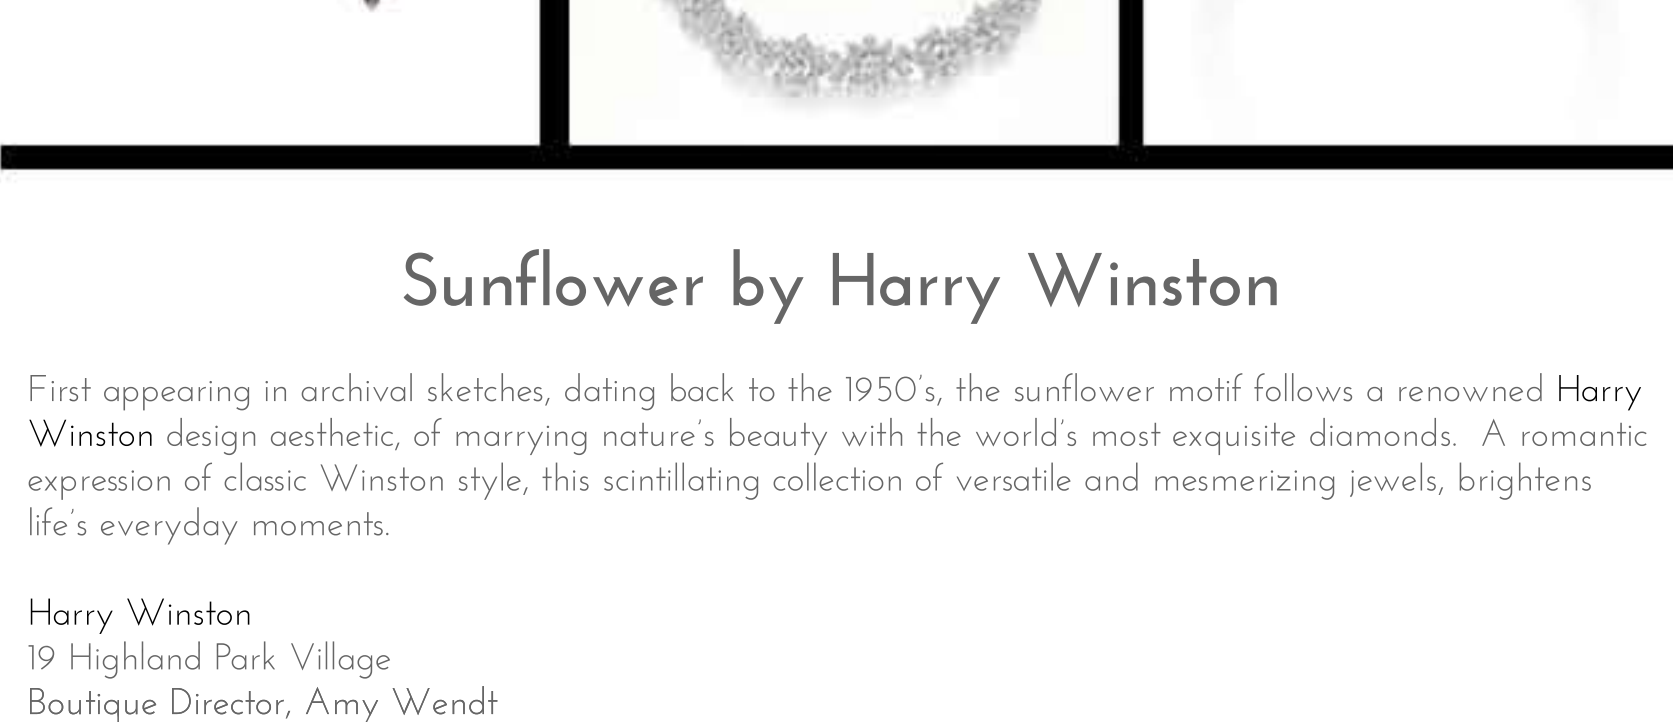 Sunflower by Harry Winston
First appearing in archival sketches, dating back to the 1950's, the sunflower motif follows a renowned Harry
Winston design aesthetic, of marrying nature's beauty with the world's most exquisite diamonds.  A romantic
expression of classic Winston style, this scintillating collection of versatile and mesmerizing jewels, brightens
life's everyday moments.
Harry Winston
19 Highland Park Village
Boutique Director, Amy Wendt